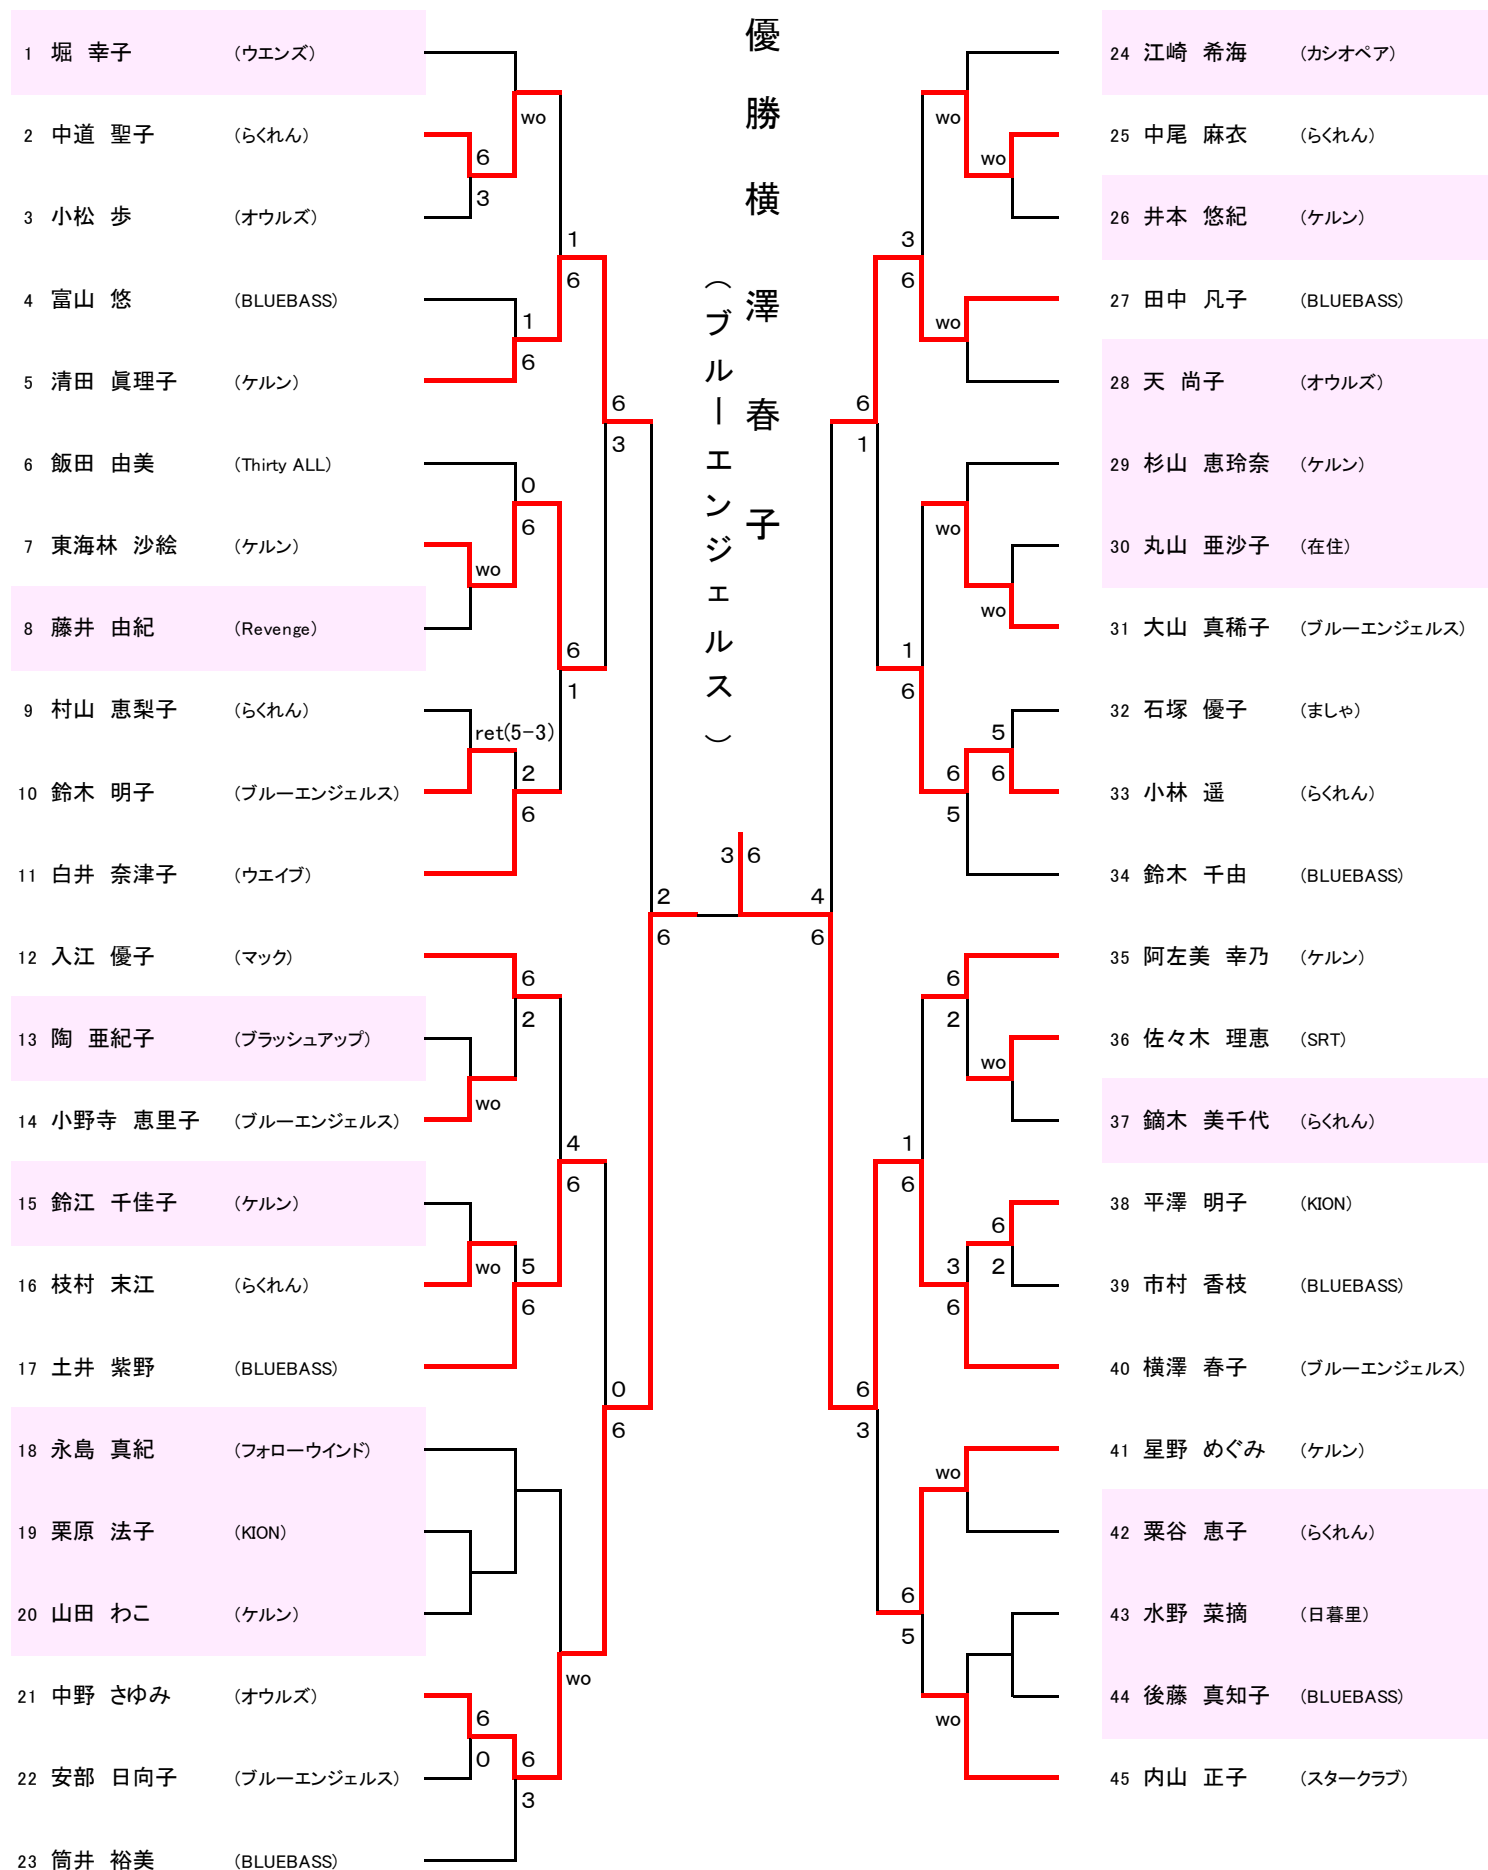 優勝 横澤 春子
（ブルーエンジェルス）
1 堀 幸子 (ウエンズ)
wo
2 中道 聖子 (らくれん)
6
3
3 小松 歩 (オウルズ)
1
6
4 富山 悠 (BLUEBASS)
1
6
5 清田 眞理子 (ケルン)
6
3
6 飯田 由美 (Thirty ALL)
0
6
7 東海林 沙絵 (ケルン)
wo
8 藤井 由紀 (Revenge)
6
1
9 村山 恵梨子 (らくれん)
ret(5-3)
2
6
10 鈴木 明子 (ブルーエンジェルス)
11 白井 奈津子 (ウエイブ)
2
6
12 入江 優子 (マック)
6
2
13 陶 亜紀子 (ブラッシュアップ)
wo
14 小野寺 恵里子 (ブルーエンジェルス)
4
6
15 鈴江 千佳子 (ケルン)
wo
5
6
16 枝村 末江 (らくれん)
17 土井 紫野 (BLUEBASS)
0
6
18 永島 真紀 (フォローウインド)
19 栗原 法子 (KION)
20 山田 わこ (ケルン)
wo
21 中野 さゆみ (オウルズ)
6
0
6
3
22 安部 日向子 (ブルーエンジェルス)
23 筒井 裕美 (BLUEBASS)
3 6
24 江崎 希海 (カシオペア)
wo
25 中尾 麻衣 (らくれん)
wo
26 井本 悠紀 (ケルン)
3
6
27 田中 凡子 (BLUEBASS)
wo
28 天 尚子 (オウルズ)
6
1
29 杉山 恵玲奈 (ケルン)
wo
30 丸山 亜沙子 (在住)
wo
31 大山 真稀子 (ブルーエンジェルス)
1
6
32 石塚 優子 (ましゃ)
5
6
33 小林 遥 (らくれん)
6
5
34 鈴木 千由 (BLUEBASS)
4
6
35 阿左美 幸乃 (ケルン)
6
2
36 佐々木 理恵 (SRT)
wo
37 鏑木 美千代 (らくれん)
1
6
38 平澤 明子 (KION)
6
2
39 市村 香枝 (BLUEBASS)
3
6
40 横澤 春子 (ブルーエンジェルス)
6
3
41 星野 めぐみ (ケルン)
wo
42 粟谷 恵子 (らくれん)
6
5
43 水野 菜摘 (日暮里)
44 後藤 真知子 (BLUEBASS)
wo
45 内山 正子 (スタークラブ)